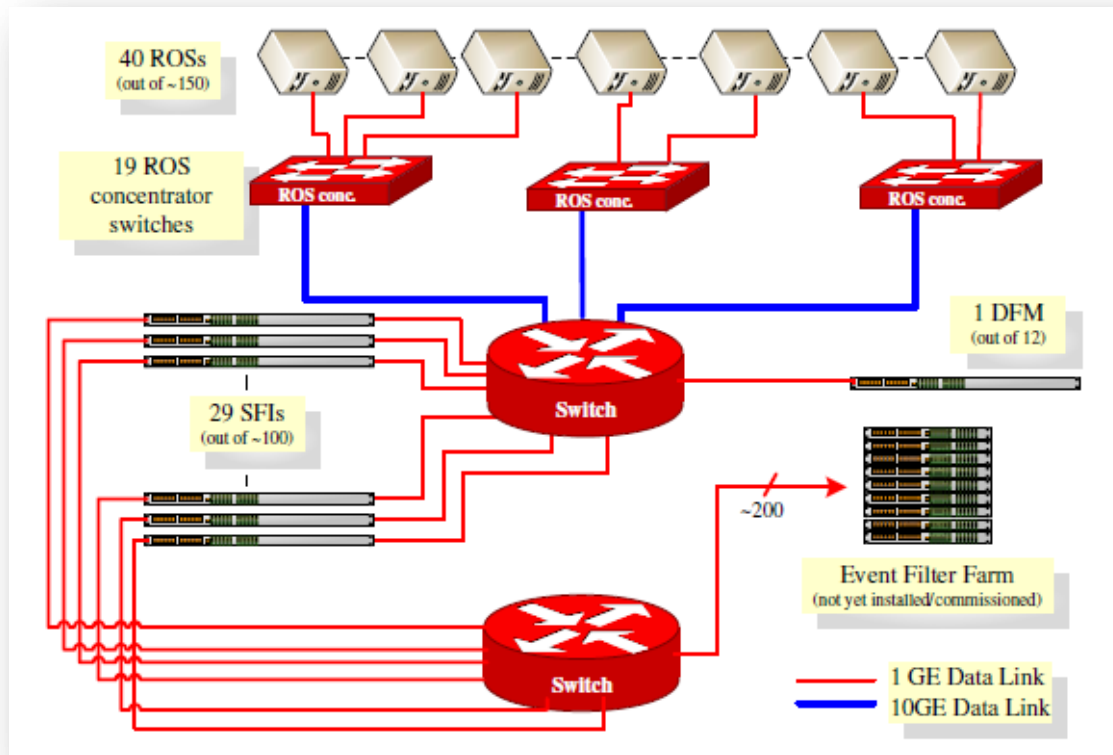 40 ROSs
(out of ~150)
19 ROS
concentrator
switches
ROS conc.
ROS conc.
ROS conc.
1 DFM
(out of 12)
Switch
29 SFIs
(out of ~100)
~200
Event Filter Farm
(not yet installed/commissioned)
Switch
1 GE Data Link
10GE Data Link